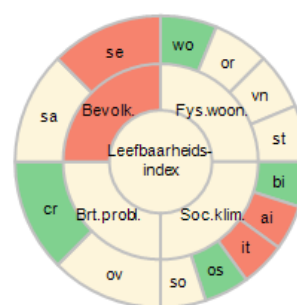 se
wo
or
sa
Bevolk.
Fys.woon.
vn
st
Leefbaarheids-
index
bi
cr
Brt.probl.
Soc.klim.
ai
it
ov
so
os